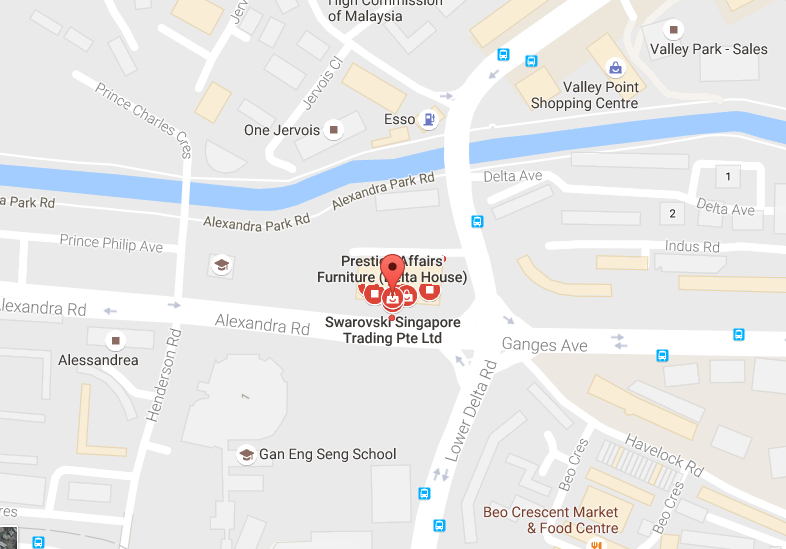 High Commission
of Malaysia
Valley Park - Sales
Jervois Cl
Valley Point
Shopping Centre
Prince Charles Cres
Esso
One Jervois
Delta Ave
1
Alexandra Park Rd
Alexandra Park Rd
a Park Rd
Delta Ave
2
Prince Philip Ave
Indus Rd
Prestige Affairs
Furniture (Delta House)
Alexandra Rd
Alexandra Rd
Swarovski Singapore
Trading Pte Ltd
Ganges Ave
Henderson Rd
Alessandrea
Lower Delta Rd
7
Gan Eng Seng School
Havelock Rd
Beo Cres
Beo Cres
Beo Crescent Market
& Food Centre
res